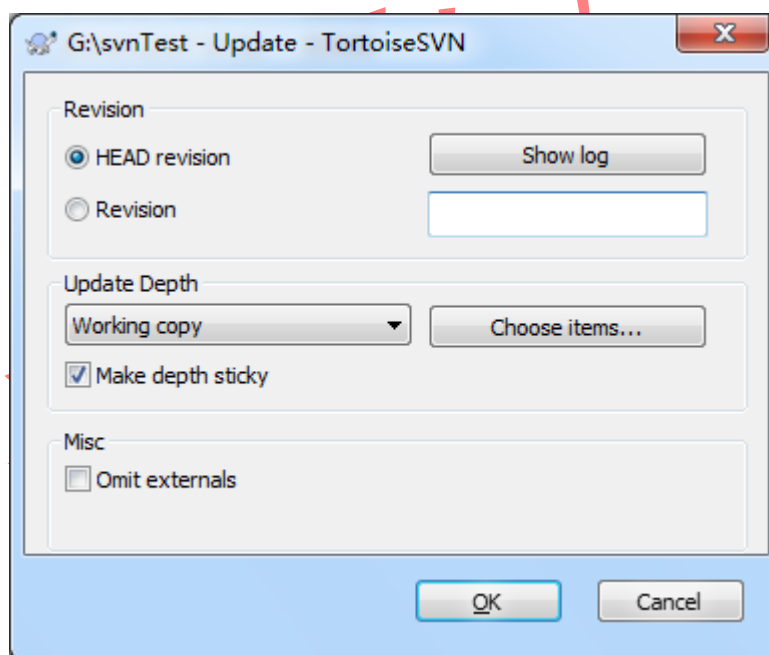 G:\svnTest - Update - TortoiseSVN
Revision
HEAD revision
Show log
Revision
Update Depth
Working copy
Choose items...
Make depth sticky
Misc
Omit externals
OK
Cancel